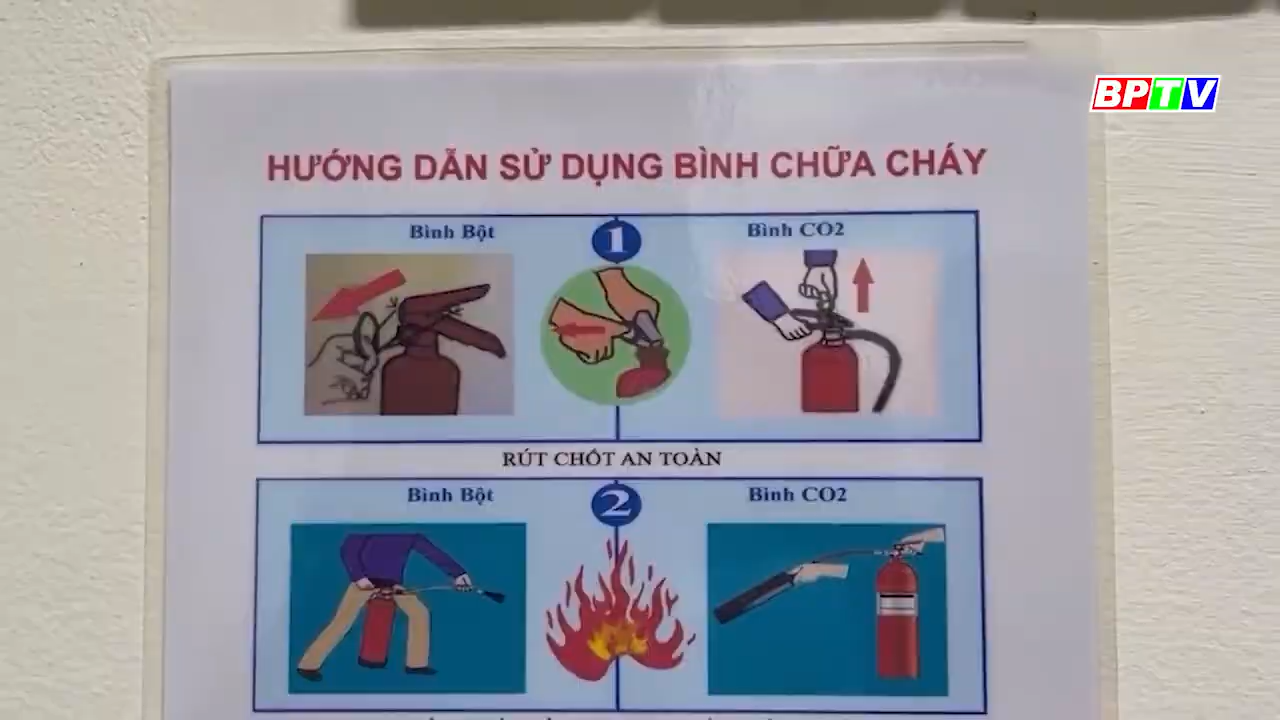 BPTV
HƯỚNG DẪN SỬ DỤNG BÌNH CHỮA CHÁY
Bình Bột
1
Bình CO2
RÚT CHỐT AN TOÀN
Bình Bột
2
Bình CO2